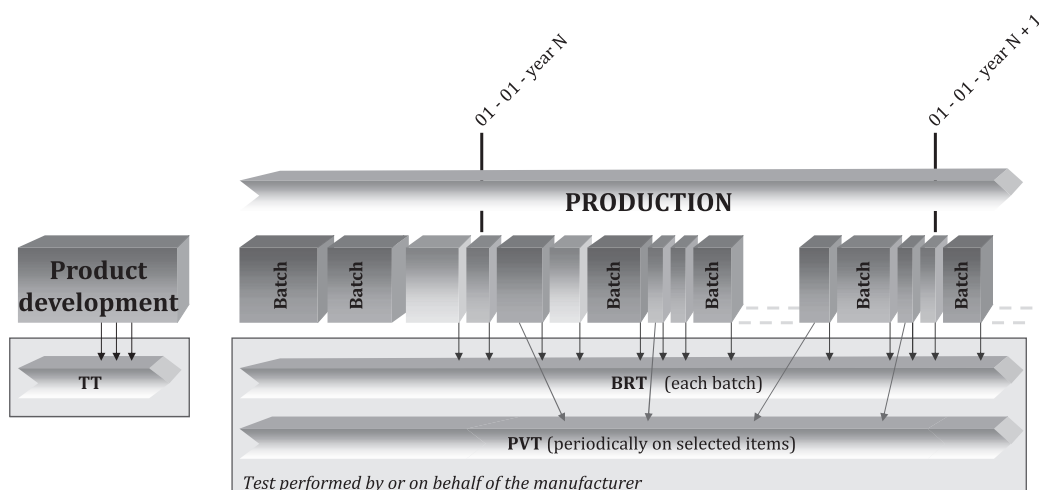 01 - 01 - year N
01 - 01 - year N + 1
PRODUCTION
Product
development
Batch
Batch
Batch
Batch
Batch
Batch
TT
BRT (each batch)
PVT (periodically on selected items)
Test performed by or on behalf of the manufacturer